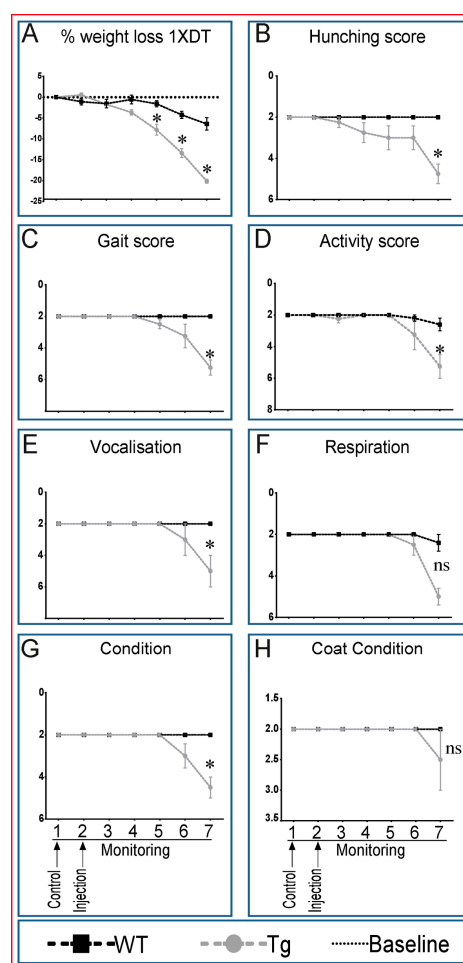 A % weight loss 1XDT
5
0
-5
-10
-15
-20
-25
*
*
*
B Hunching score
0
2
4
6
*
C Gait score
0
2
4
6
*
D Activity score
0
2
4
6
8
*
E Vocalisation
0
2
4
6
*
F Respiration
0
2
4
6
ns
G Condition
0
2
4
6
*
1 2 3 4 5 6 7
Monitoring
Control
Injection
H Coat Condition
1.5
2.0
2.5
3.0
3.5
ns
1 2 3 4 5 6 7
Monitoring
Control
Injection
WT Tg Baseline